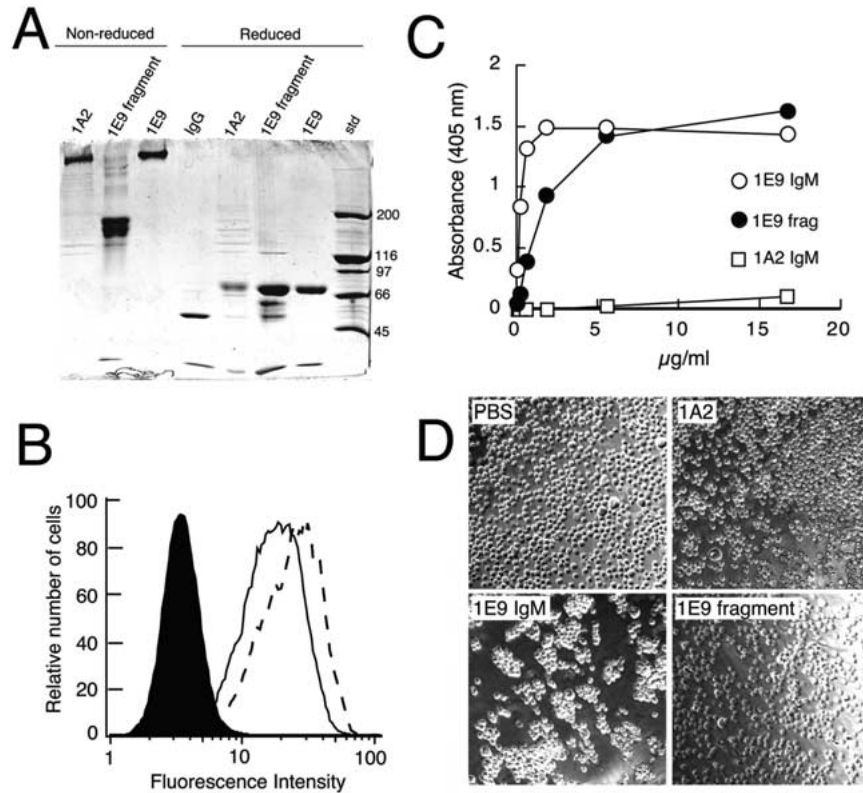 A
Non-reduced
Reduced
1A2
1E9 fragment
1E9
IgG
1A2
1E9 fragment
1E9
std
200
116
97
66
45
B
Relative number of cells
100
80
60
40
20
0
1
10
100
Fluorescence Intensity
C
Absorbance (405 nm)
2
1.5
1
0.5
0
0
5
10
15
20
µg/ml
1E9 IgM
1E9 frag
1A2 IgM
D
PBS
1A2
1E9 IgM
1E9 fragment